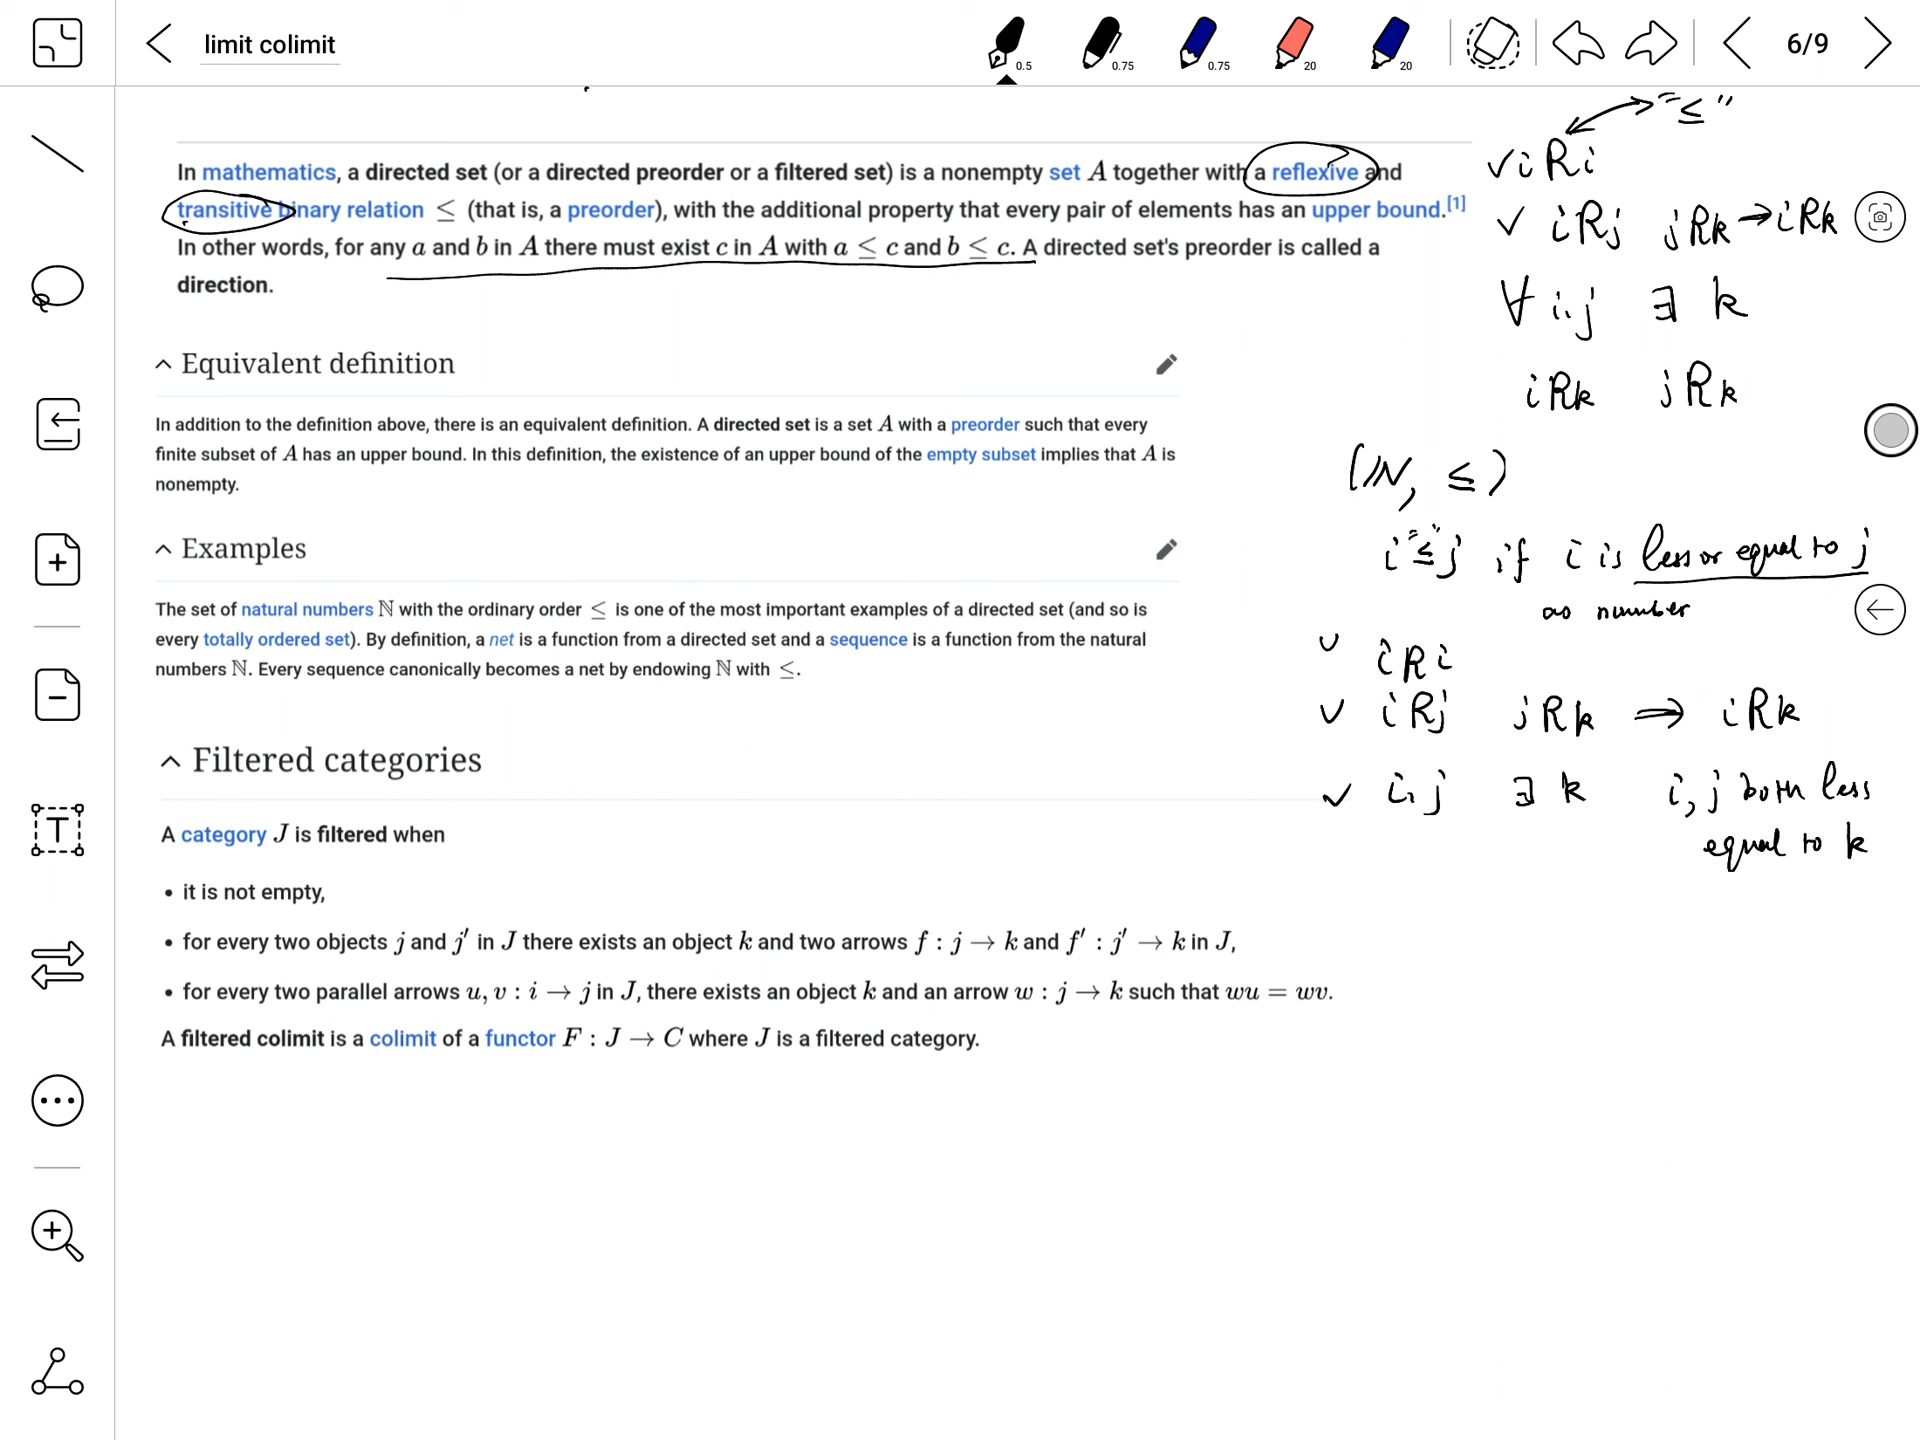 limit colimit
0.5 0.75 0.75 20 20
6/9
In mathematics, a directed set (or a directed preorder or a filtered set) is a nonempty set A together with a reflexive and
transitive binary relation ≤ (that is, a preorder), with the additional property that every pair of elements has an upper bound.[1]
In other words, for any a and b in A there must exist c in A with a ≤ c and b ≤ c. A directed set's preorder is called a
direction.
Equivalent definition
In addition to the definition above, there is an equivalent definition. A directed set is a set A with a preorder such that every
finite subset of A has an upper bound. In this definition, the existence of an upper bound of the empty subset implies that A is
nonempty.
Examples
The set of natural numbers ℕ with the ordinary order ≤ is one of the most important examples of a directed set (and so is
every totally ordered set). By definition, a net is a function from a directed set and a sequence is a function from the natural
numbers ℕ. Every sequence canonically becomes a net by endowing ℕ with ≤.
Filtered categories
A category J is filtered when
• it is not empty,
• for every two objects j and j′ in J there exists an object k and two arrows f : j → k and f′ : j′ → k in J,
• for every two parallel arrows u, v : i → j in J, there exists an object k and an arrow w : j → k such that wu = wv.
A filtered colimit is a colimit of a functor F : J → C where J is a filtered category.
"≤"
✓ iRi
✓ iRj jRk → iRk
∀ i,j ∃ k
iRk jRk
(ℕ, ≤)
i "≤" j if i is less or equal to j
as number
✓ iRi
✓ iRj jRk ⇒ iRk
✓ i,j ∃ k i, j both less
equal to k
T